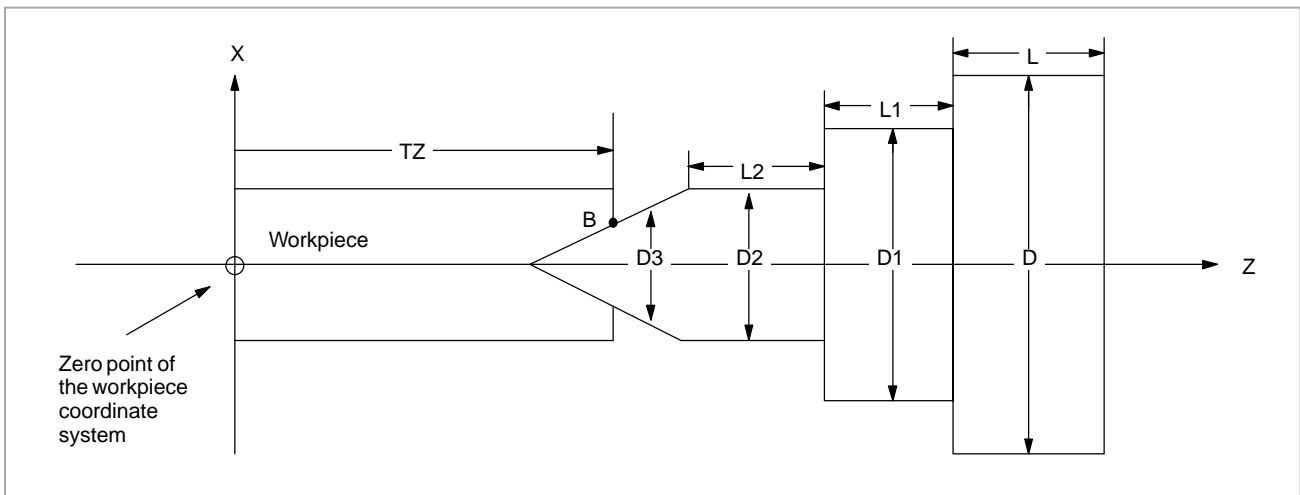 X
L
L1
TZ
L2
B
Workpiece
D3
D2
D1
D
Z
Zero point of
the workpiece
coordinate
system